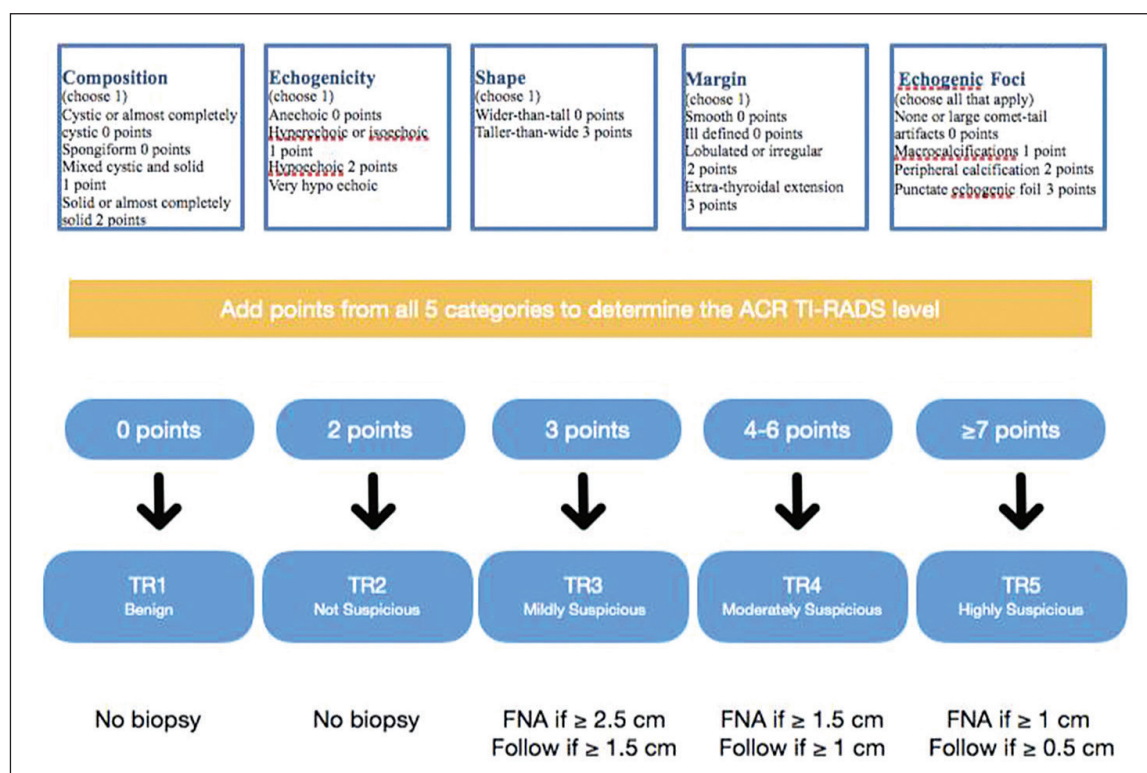 Composition
(choose 1)
Cystic or almost completely
cystic 0 points
Spongiform 0 points
Mixed cystic and solid
1 point
Solid or almost completely
solid 2 points
Echogenicity
(choose 1)
Anechoic 0 points
Hyperechoic or isoechoic
1 point
Hypoechoic 2 points
Very hypo echoic
Shape
(choose 1)
Wider-than-tall 0 points
Taller-than-wide 3 points
Margin
(choose 1)
Smooth 0 points
Ill defined 0 points
Lobulated or irregular
2 points
Extra-thyroidal extension
3 points
Echogenic Foci
(choose all that apply)
None or large comet-tail
artifacts 0 points
Macrocalcifications 1 point
Peripheral calcification 2 points
Punctate echogenic foil 3 points
Add points from all 5 categories to determine the ACR TI-RADS level
0 points
2 points
3 points
4-6 points
≥7 points
TR1
Benign
TR2
Not Suspicious
TR3
Mildly Suspicious
TR4
Moderately Suspicious
TR5
Highly Suspicious
No biopsy
No biopsy
FNA if ≥ 2.5 cm
Follow if ≥ 1.5 cm
FNA if ≥ 1.5 cm
Follow if ≥ 1 cm
FNA if ≥ 1 cm
Follow if ≥ 0.5 cm